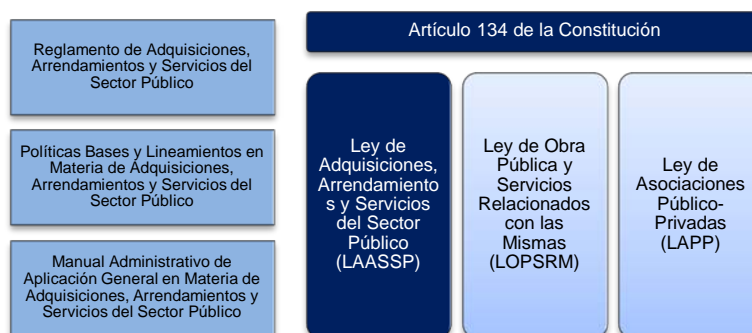 Reglamento de Adquisiciones,
Arrendamientos y Servicios del
Sector Público
Políticas Bases y Lineamientos en
Materia de Adquisiciones,
Arrendamientos y Servicios del
Sector Público
Manual Administrativo de
Aplicación General en Materia de
Adquisiciones, Arrendamientos y
Servicios del Sector Público
Artículo 134 de la Constitución
Ley de
Adquisiciones,
Arrendamiento
s y Servicios
del Sector
Público
(LAASSP)
Ley de Obra
Pública y
Servicios
Relacionados
con las
Mismas
(LOPSRM)
Ley de
Asociaciones
Público-
Privadas
(LAPP)